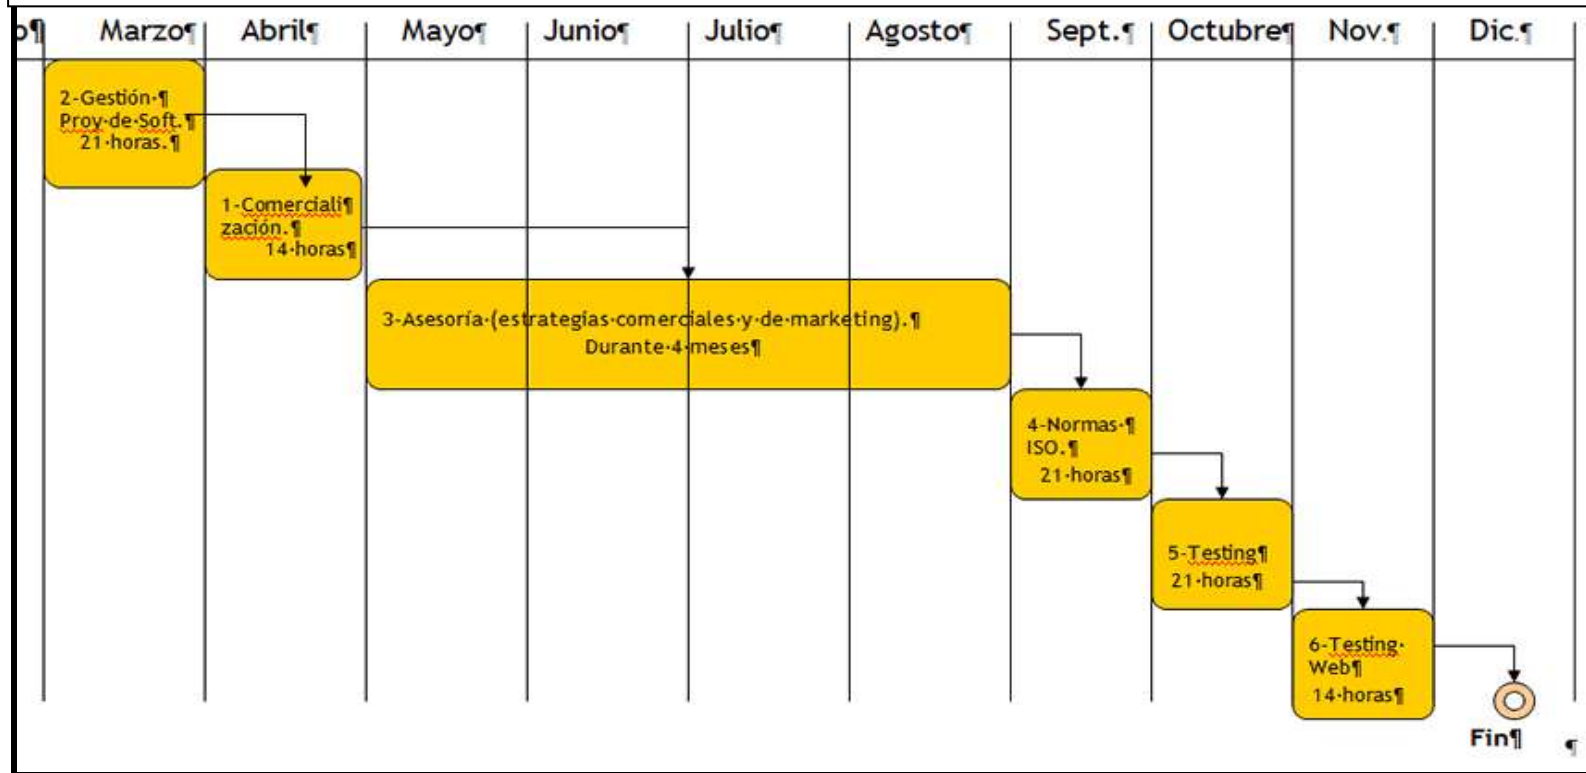 o¶ Marzo¶ Abril¶ Mayo¶ Junio¶ Julio¶ Agosto¶ Sept.¶ Octubre¶ Nov.¶ Dic.¶
2-Gestión·¶
Proy·de·Soft.¶
21·horas.¶
1-Comerciali¶
zación.¶
14·horas¶
3-Asesoría·(estrategias·comerciales·y·de·marketing).¶
Durante·4·meses¶
4-Normas·¶
ISO.¶
21·horas¶
5-Testing¶
21·horas¶
6-Testing·
Web¶
14·horas¶
Fin¶ ¶